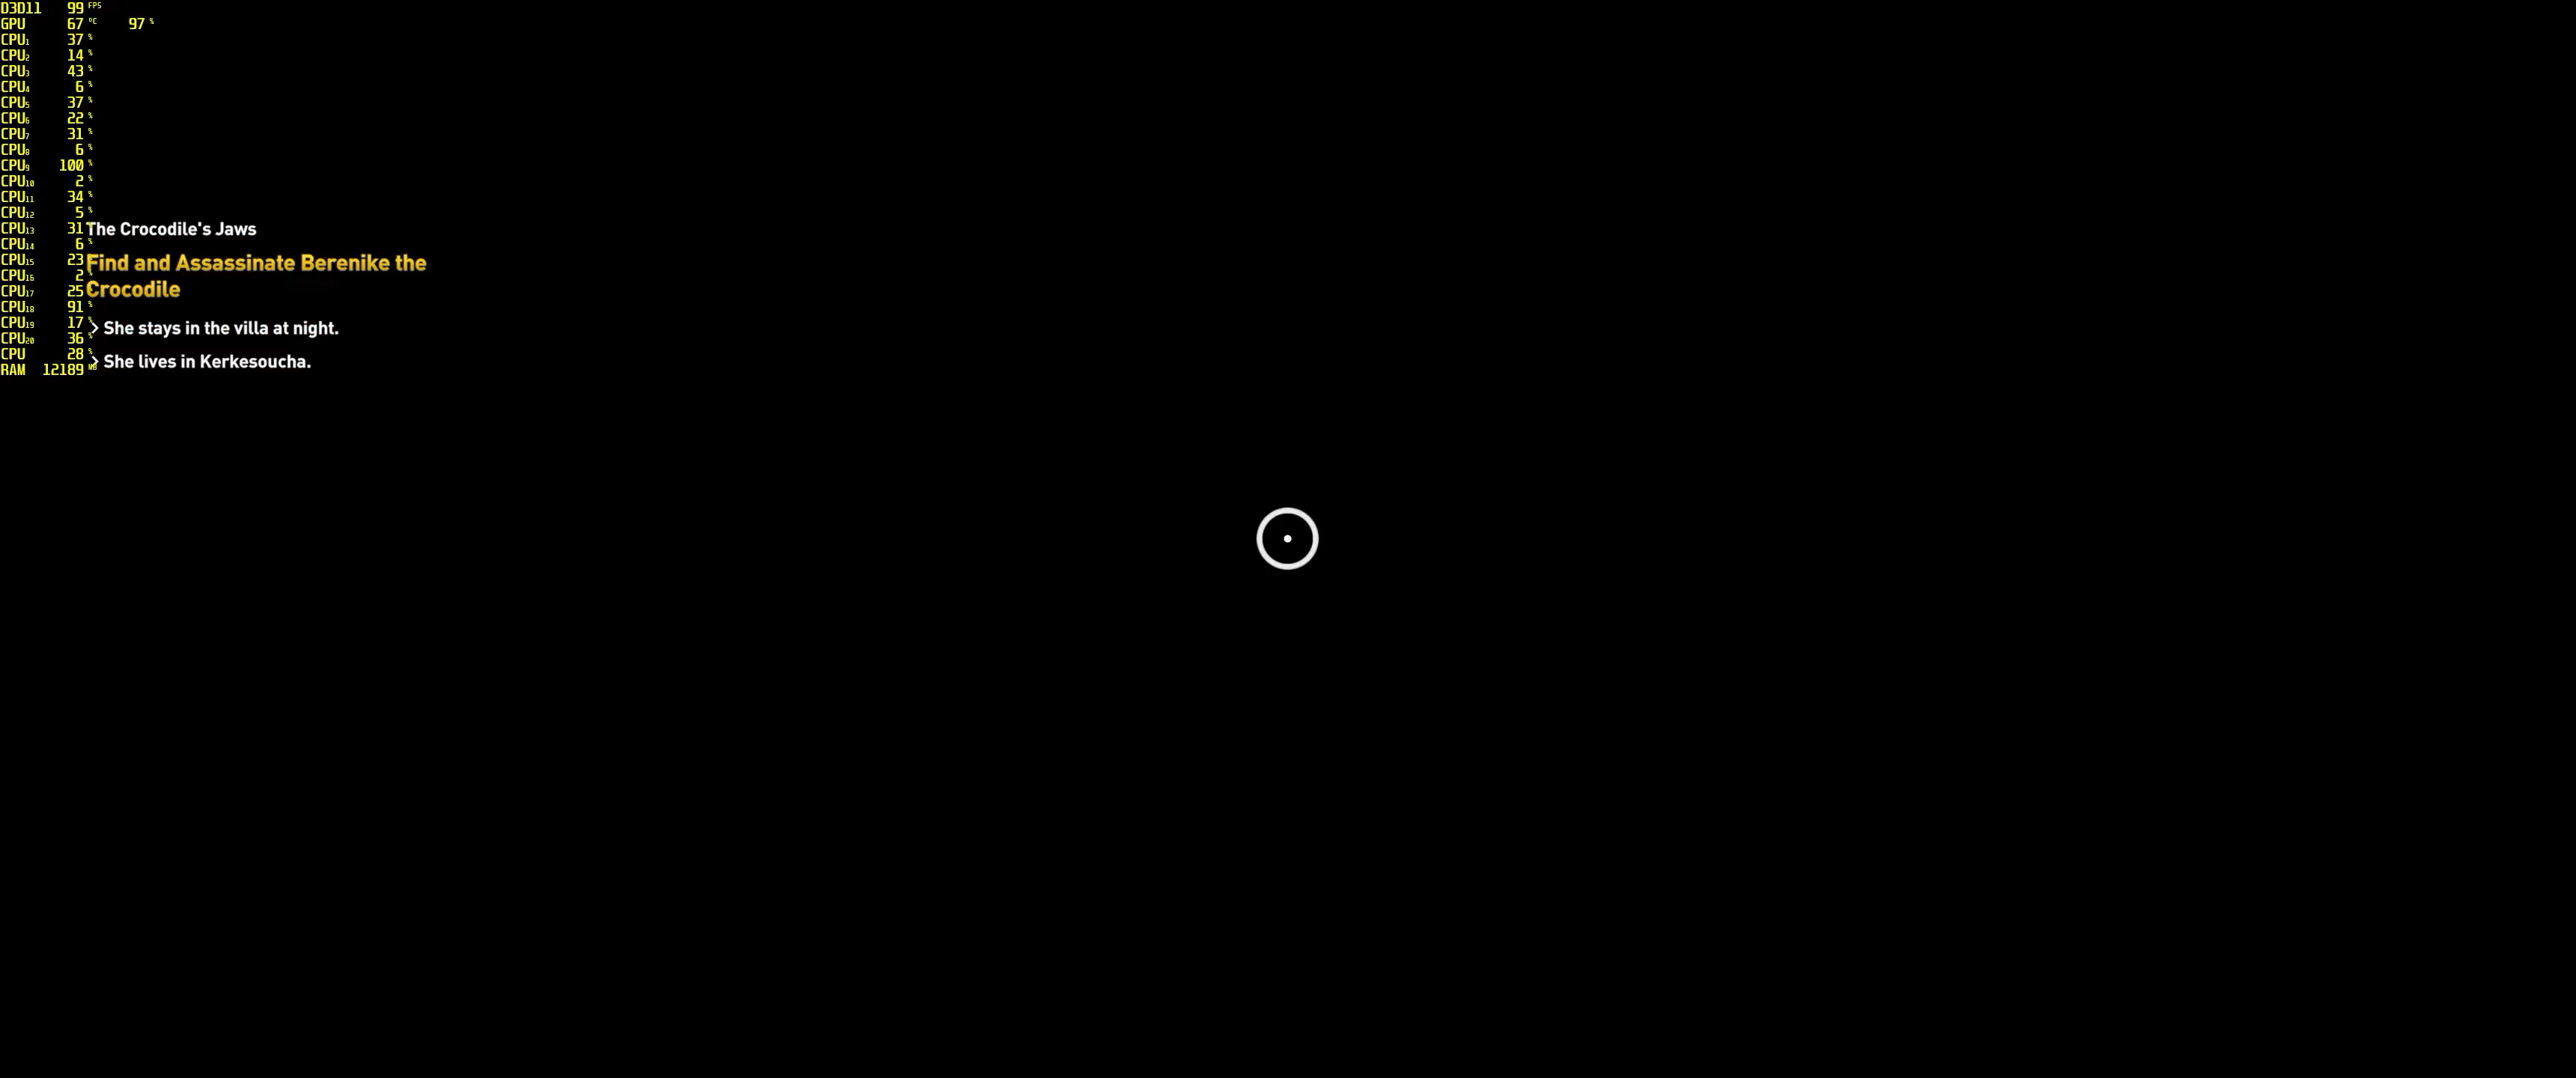 D3D11 99 FPS
GPU 67 °C 97 %
CPU1 37 %
CPU2 14 %
CPU3 43 %
CPU4 6 %
CPU5 37 %
CPU6 22 %
CPU7 31 %
CPU8 6 %
CPU9 100 %
CPU10 2 %
CPU11 34 %
CPU12 5 %
CPU13 31
The Crocodile's Jaws
CPU14 6 %
CPU15 23
Find and Assassinate Berenike the
CPU16 2 %
CPU17 25
Crocodile
CPU18 91 %
CPU19 17 %
> She stays in the villa at night.
CPU20 36 %
CPU 28 %
> She lives in Kerkesoucha.
RAM 12189 MB